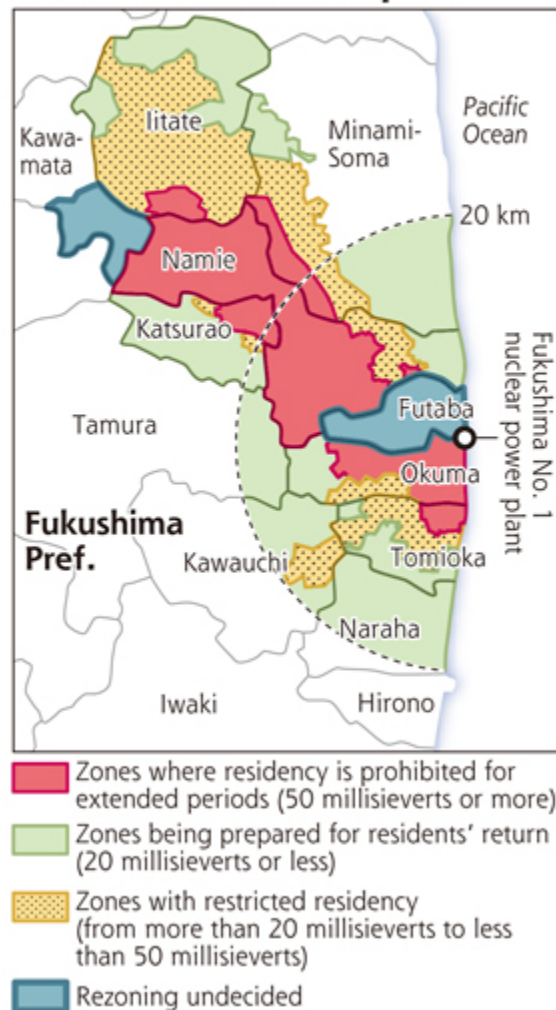 Iitate
Kawa-
mata
Minami-
Soma
Pacific
Ocean
20 km
Namie
Katsurao
Futaba
Fukushima No. 1
nuclear power plant
Tamura
Okuma
Fukushima
Pref.
Kawauchi
Tomioka
Naraha
Iwaki
Hirono
Zones where residency is prohibited for
extended periods (50 millisieverts or more)
Zones being prepared for residents' return
(20 millisieverts or less)
Zones with restricted residency
(from more than 20 millisieverts to less
than 50 millisieverts)
Rezoning undecided